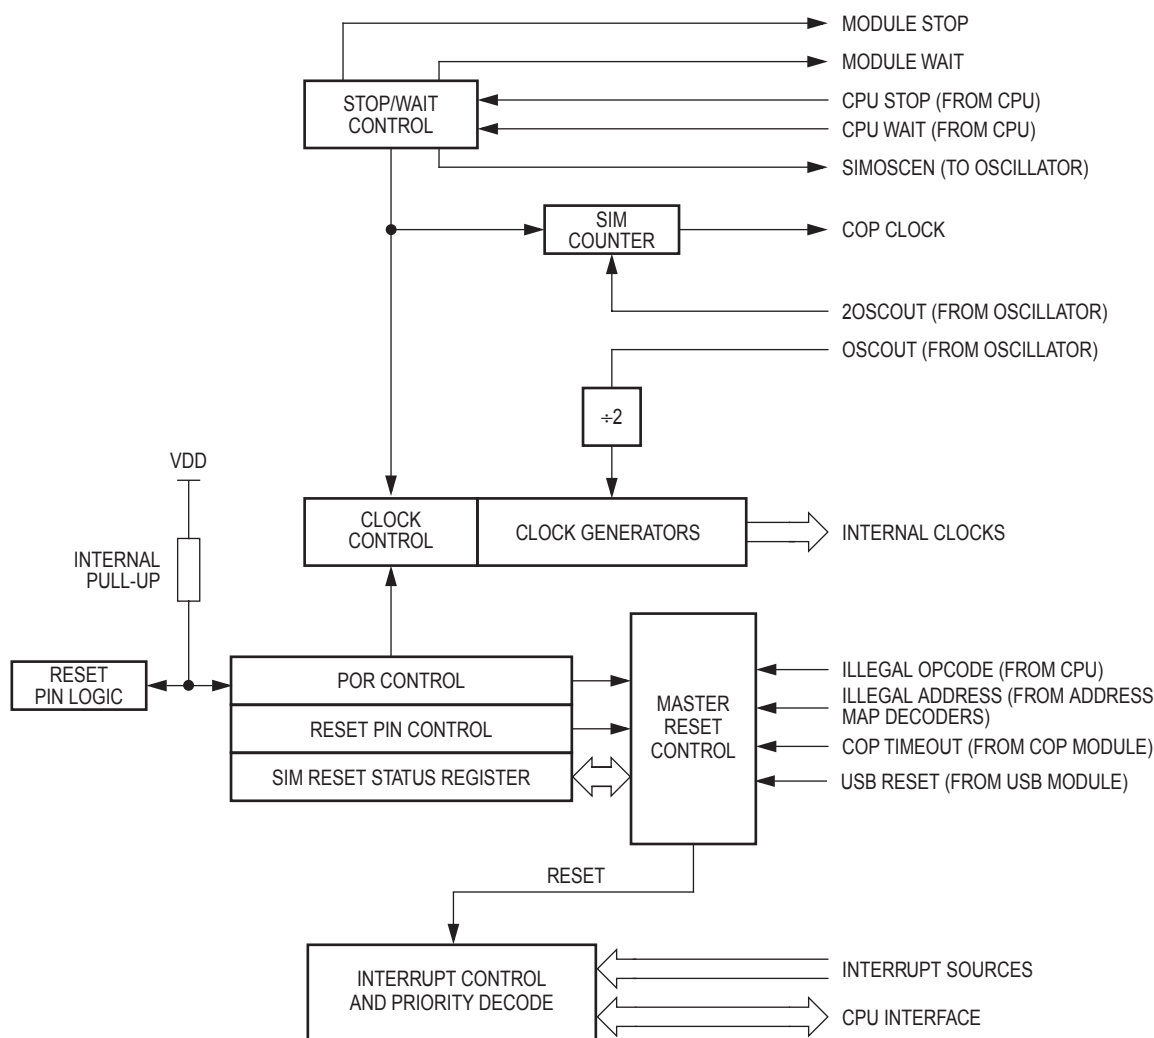 MODULE STOP
MODULE WAIT
STOP/WAIT
CONTROL
CPU STOP (FROM CPU)
CPU WAIT (FROM CPU)
SIMOSCEN (TO OSCILLATOR)
SIM
COUNTER
COP CLOCK
2OSCOUT (FROM OSCILLATOR)
OSCOUT (FROM OSCILLATOR)
÷2
VDD
CLOCK
CONTROL
CLOCK GENERATORS
INTERNAL CLOCKS
INTERNAL
PULL-UP
RESET
PIN LOGIC
POR CONTROL
RESET PIN CONTROL
SIM RESET STATUS REGISTER
MASTER
RESET
CONTROL
ILLEGAL OPCODE (FROM CPU)
ILLEGAL ADDRESS (FROM ADDRESS
MAP DECODERS)
COP TIMEOUT (FROM COP MODULE)
USB RESET (FROM USB MODULE)
RESET
INTERRUPT CONTROL
AND PRIORITY DECODE
INTERRUPT SOURCES
CPU INTERFACE